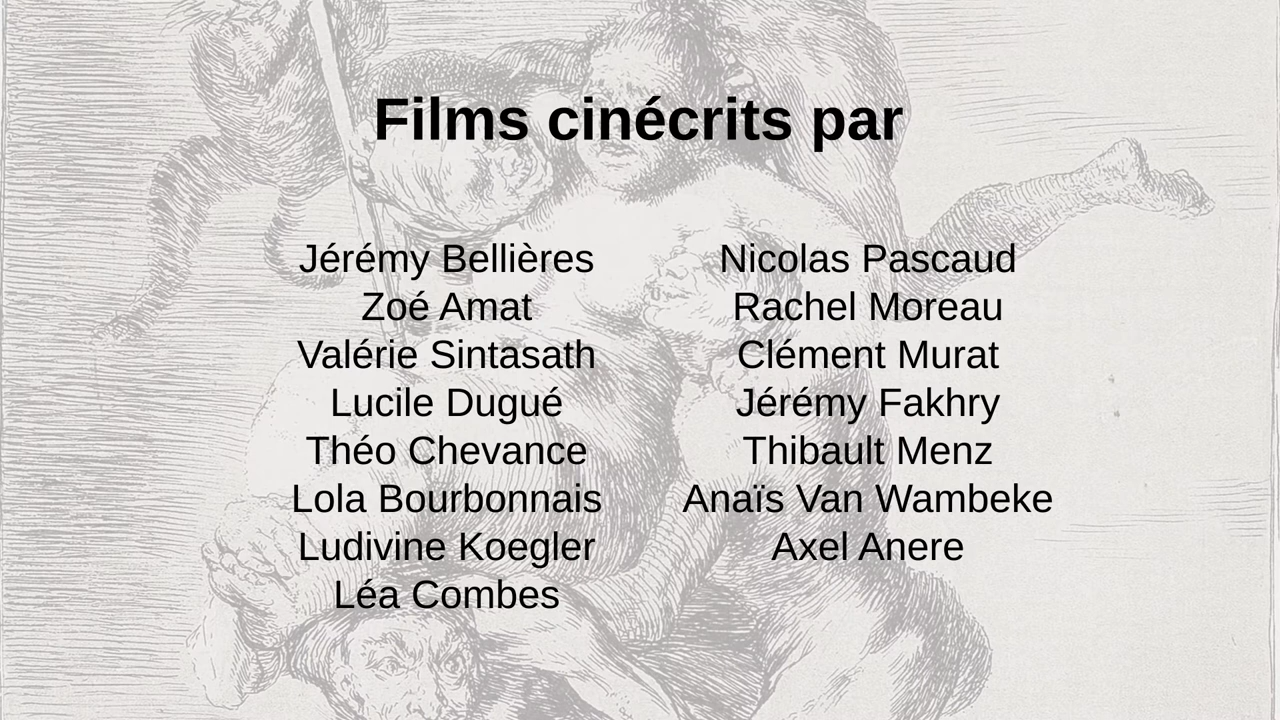 Films cinécrits par
Jérémy Bellières
Zoé Amat
Valérie Sintasath
Lucile Dugué
Théo Chevance
Lola Bourbonnais
Ludivine Koegler
Léa Combes
Nicolas Pascaud
Rachel Moreau
Clément Murat
Jérémy Fakhry
Thibault Menz
Anaïs Van Wambeke
Axel Anere